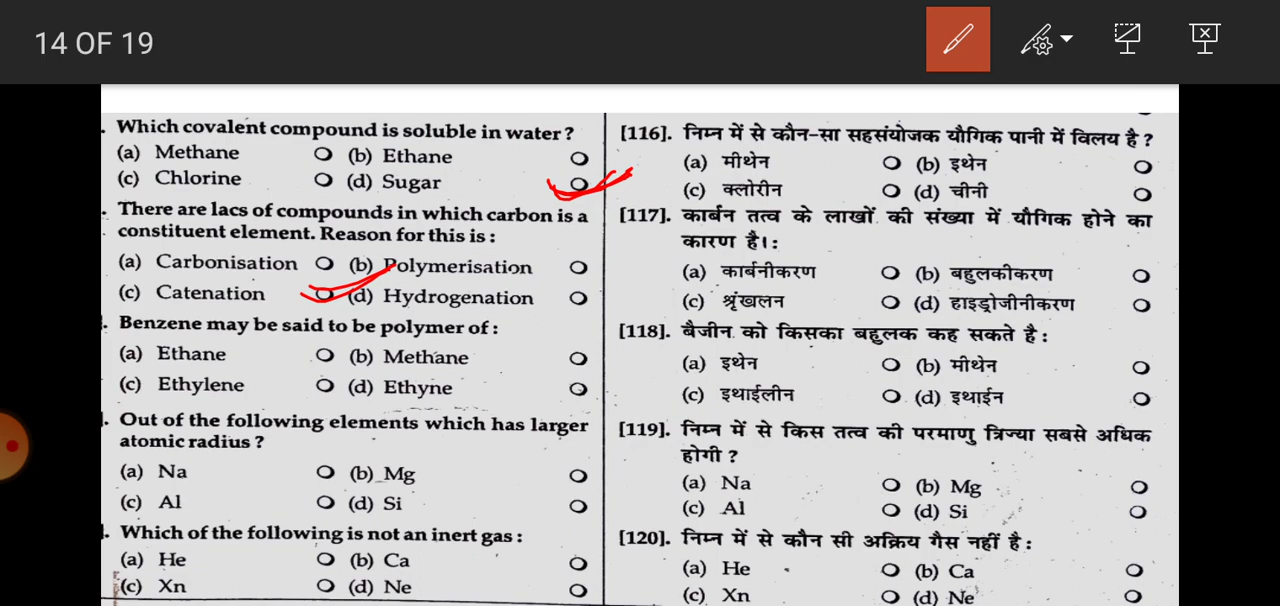 14 OF 19
. Which covalent compound is soluble in water ?
(a) Methane (b) Ethane
(c) Chlorine (d) Sugar
. There are lacs of compounds in which carbon is a
constituent element. Reason for this is :
(a) Carbonisation (b) Polymerisation
(c) Catenation (d) Hydrogenation
. Benzene may be said to be polymer of :
(a) Ethane (b) Methane
(c) Ethylene (d) Ethyne
. Out of the following elements which has larger
atomic radius ?
(a) Na (b) Mg
(c) Al (d) Si
. Which of the following is not an inert gas :
(a) He (b) Ca
(c) Xn (d) Ne
[116]. निम्न में से कौन-सा सहसंयोजक यौगिक पानी में विलय है ?
(a) मीथेन (b) इथेन
(c) क्लोरीन (d) चीनी
[117]. कार्बन तत्व के लाखों की संख्या में यौगिक होने का
कारण है।:
(a) कार्बनीकरण (b) बहुलकीकरण
(c) श्रृंखलन (d) हाइड्रोजीनीकरण
[118]. बैजीन को किसका बहुलक कह सकते है :
(a) इथेन (b) मीथेन
(c) इथाईलीन (d) इथाईन
[119]. निम्न में से किस तत्व की परमाणु त्रिज्या सबसे अधिक
होगी ?
(a) Na (b) Mg
(c) Al (d) Si
[120]. निम्न में से कौन सी अक्रिय गैस नहीं है :
(a) He (b) Ca
(c) Xn (d) Ne